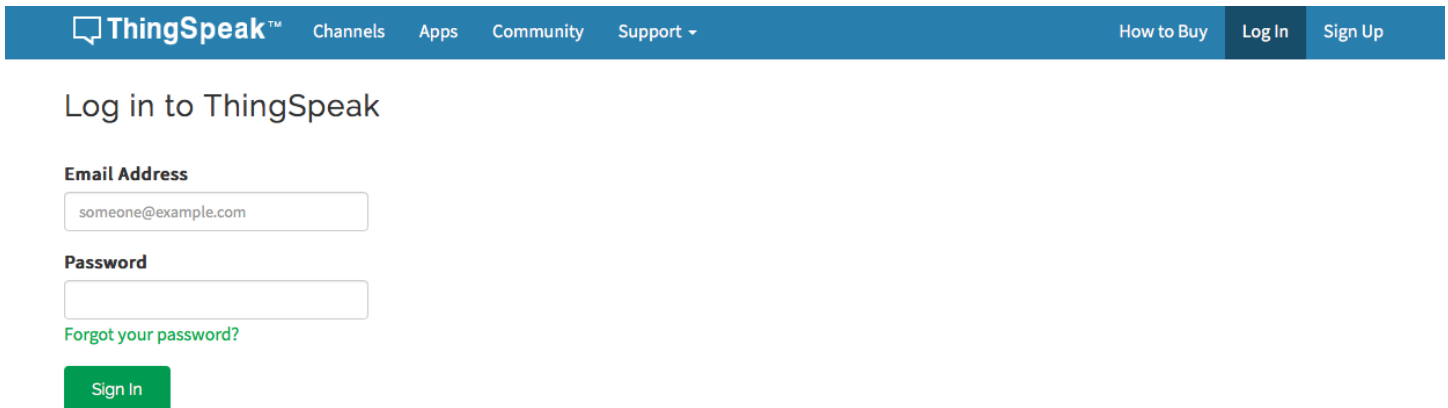 ThingSpeak™ Channels Apps Community Support How to Buy Log In Sign Up
Log in to ThingSpeak
Email Address
someone@example.com
Password
Forgot your password?
Sign In